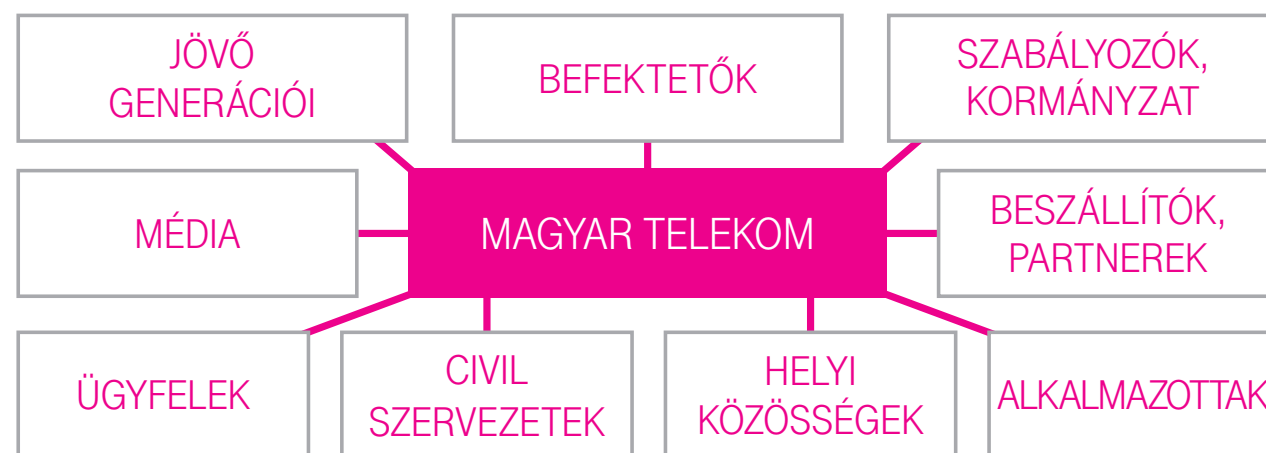 JÖVŐ
GENERÁCIÓI
BEFEKTETŐK
SZABÁLYOZÓK,
KORMÁNYZAT
MÉDIA
MAGYAR TELEKOM
BESZÁLLÍTÓK,
PARTNEREK
ÜGYFELEK
CIVIL
SZERVEZETEK
HELYI
KÖZÖSSÉGEK
ALKALMAZOTTAK